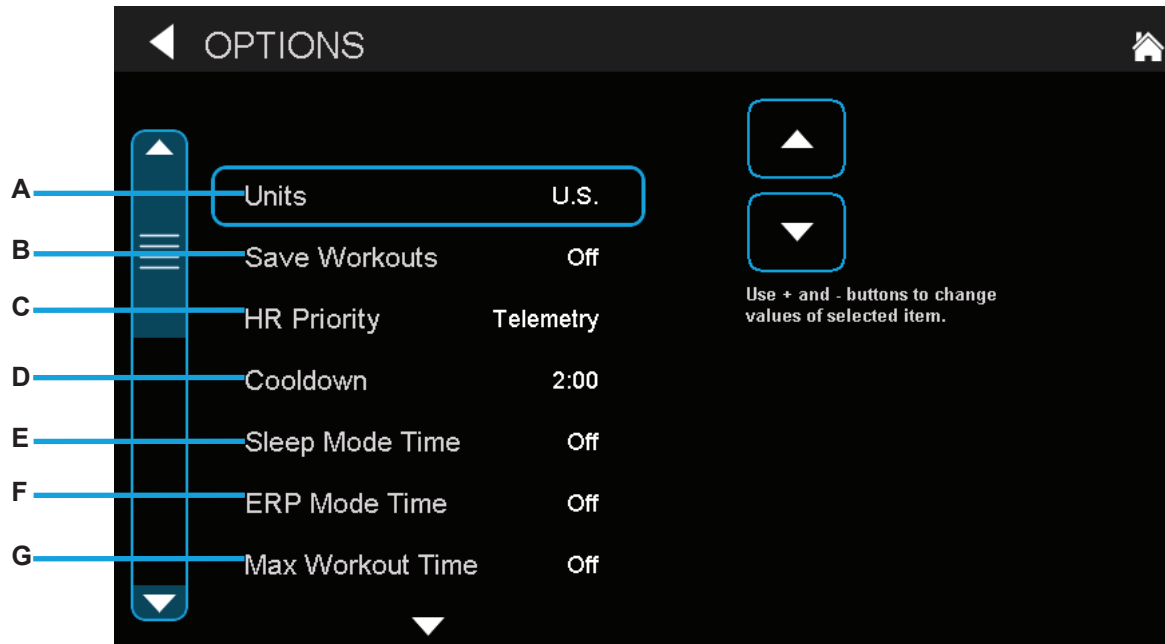 OPTIONS
A
Units U.S.
B
Save Workouts Off
C
HR Priority Telemetry
D
Cooldown 2:00
E
Sleep Mode Time Off
F
ERP Mode Time Off
G
Max Workout Time Off
Use + and - buttons to change
values of selected item.